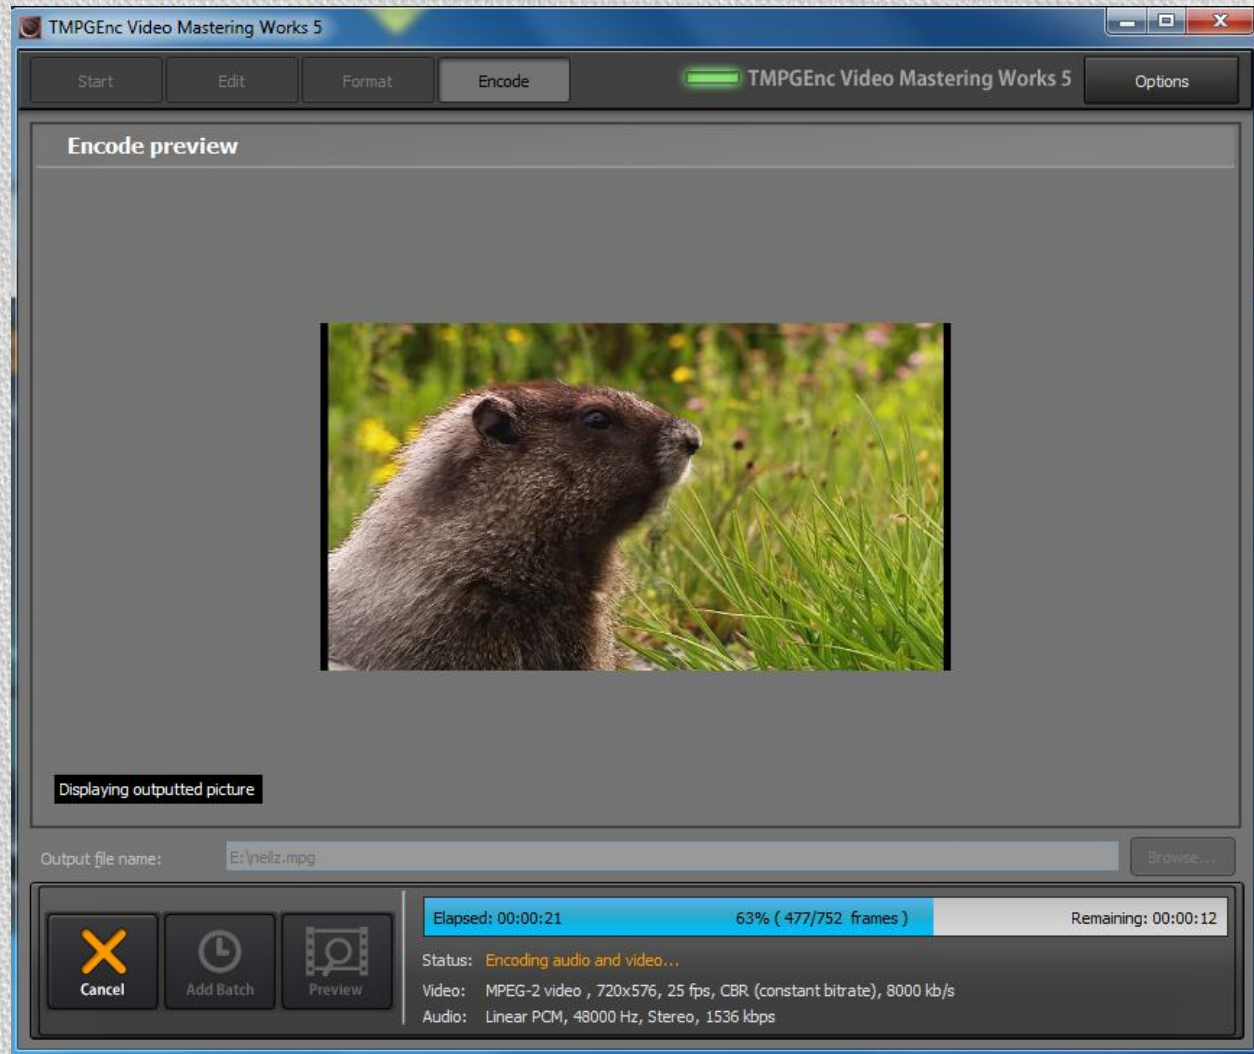 TMPGEnc Video Mastering Works 5
Start Edit Format Encode TMPGEnc Video Mastering Works 5 Options
Encode preview
Displaying outputted picture
Output file name: E:\neliz.mpg Browse...
Elapsed: 00:00:21 63% ( 477/752 frames ) Remaining: 00:00:12
Status: Encoding audio and video...
Cancel Add Batch Preview
Video: MPEG-2 video , 720x576, 25 fps, CBR (constant bitrate), 8000 kb/s
Audio: Linear PCM, 48000 Hz, Stereo, 1536 kbps